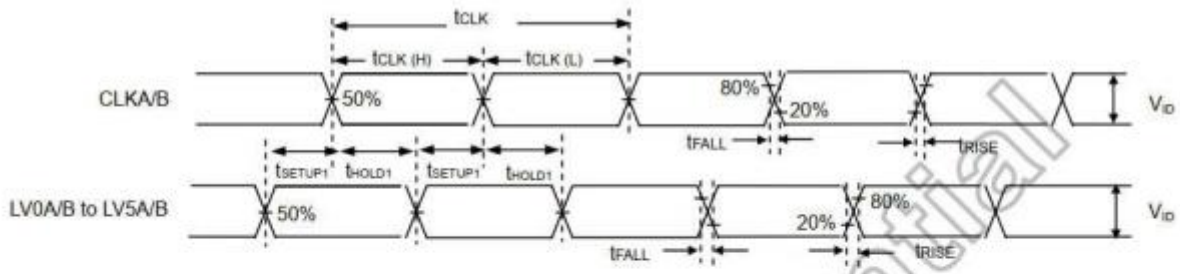 tCLK
tCLK (H) tCLK (L)
CLKA/B 50% 80% 20% VID
tFALL tRISE
tSETUP1 tHOLD1 tSETUP1 tHOLD1
LV0A/B to LV5A/B 50% 20% 80% VID
tFALL tRISE